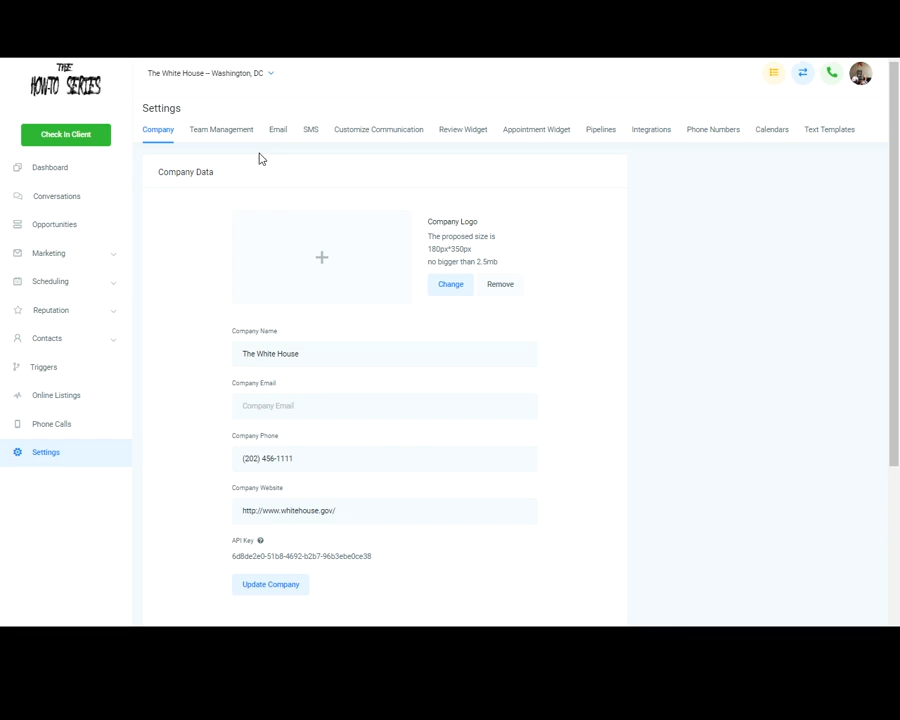 THE
HOW-TO SERIES
The White House -- Washington, DC
Settings
Check In Client
Company Team Management Email SMS Customize Communication Review Widget Appointment Widget Pipelines Integrations Phone Numbers Calendars Text Templates
Dashboard
Conversations
Opportunities
Marketing
Scheduling
Reputation
Contacts
Triggers
Online Listings
Phone Calls
Settings
Company Data
Company Logo
The proposed size is
180px*350px
no bigger than 2.5mb
Change Remove
Company Name
The White House
Company Email
Company Email
Company Phone
(202) 456-1111
Company Website
http://www.whitehouse.gov/
API Key
6d8de2e0-51b8-4692-b2b7-96b3ebe0ce38
Update Company